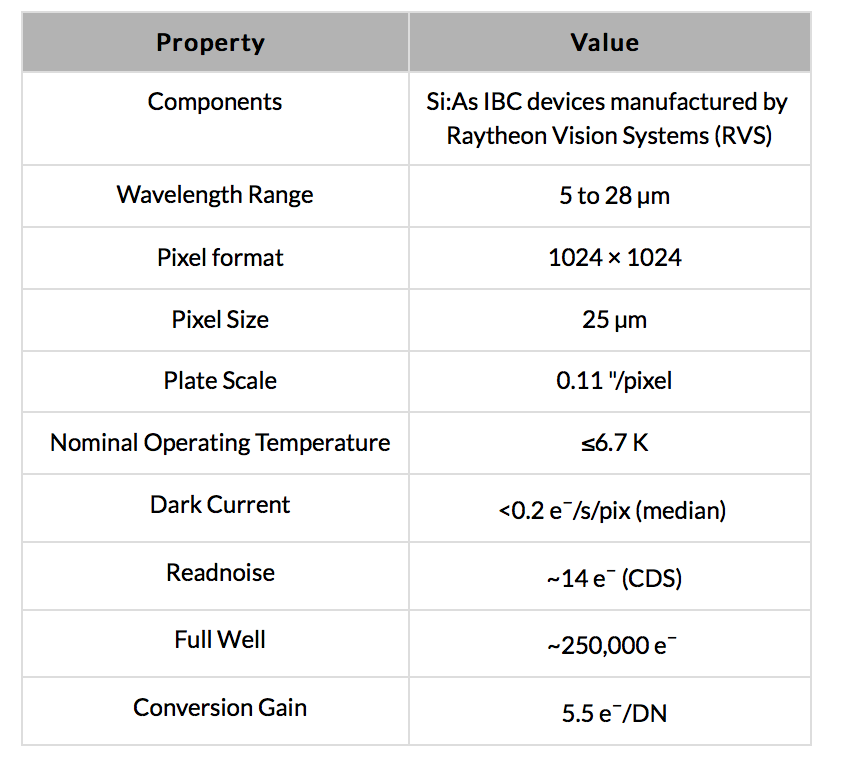 Property Value
Components Si:As IBC devices manufactured by
Raytheon Vision Systems (RVS)
Wavelength Range 5 to 28 µm
Pixel format 1024 × 1024
Pixel Size 25 µm
Plate Scale 0.11 "/pixel
Nominal Operating Temperature ≤6.7 K
Dark Current <0.2 e⁻/s/pix (median)
Readnoise ~14 e⁻ (CDS)
Full Well ~250,000 e⁻
Conversion Gain 5.5 e⁻/DN